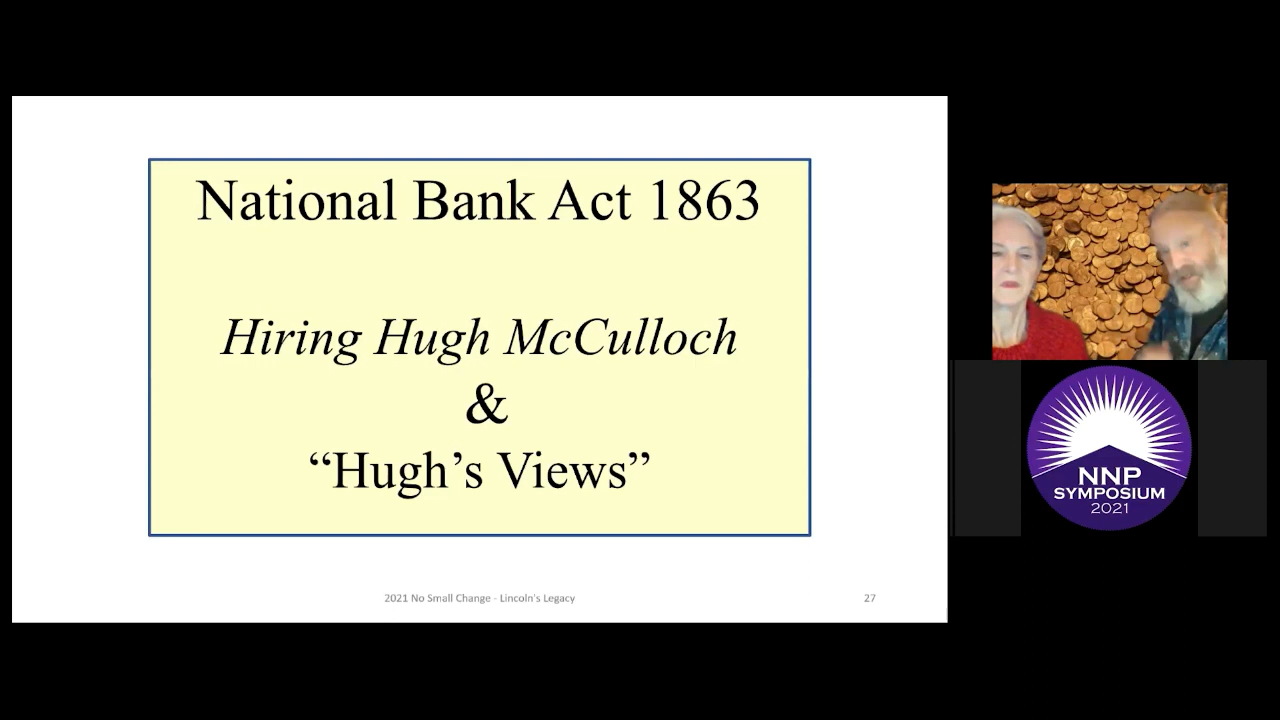 National Bank Act 1863
Hiring Hugh McCulloch
&
“Hugh’s Views”
2021 No Small Change - Lincoln's Legacy
27
NNP
SYMPOSIUM
2021